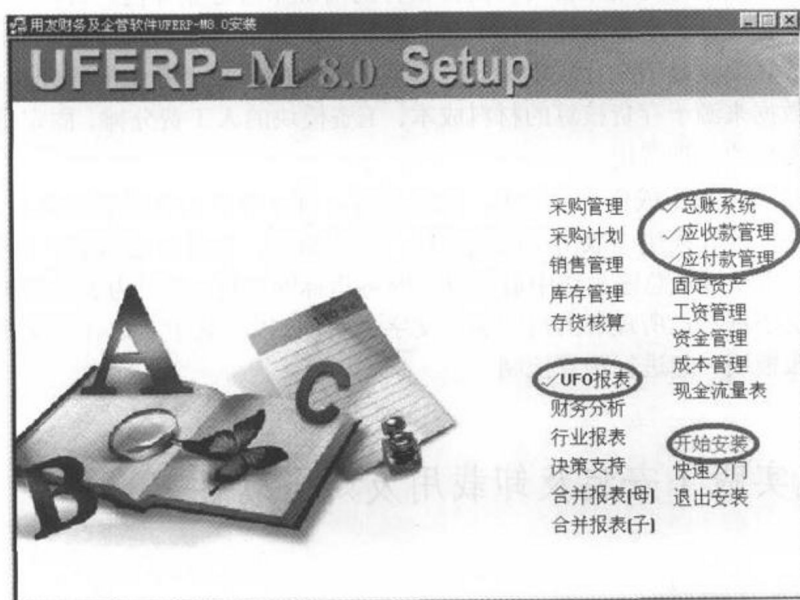 用友财务及企管软件UFERP-M8.0安装
UFERP-M 8.0 Setup
采购管理
采购计划
销售管理
库存管理
存货核算
✓UFO报表
财务分析
行业报表
决策支持
合并报表(母)
合并报表(子)
✓总账系统
✓应收款管理
✓应付款管理
固定资产
工资管理
资金管理
成本管理
现金流量表
开始安装
快速入门
退出安装
A
B
C